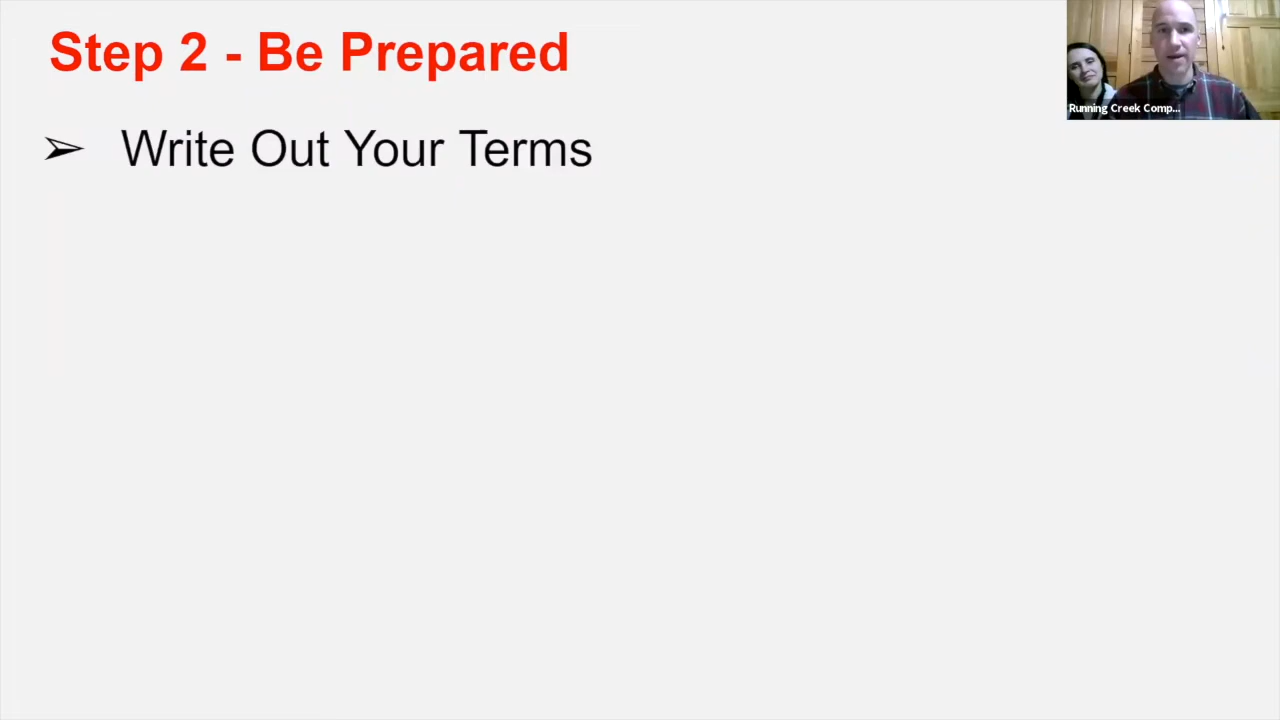 Step 2 - Be Prepared
➢ Write Out Your Terms
Running Creek Comp...